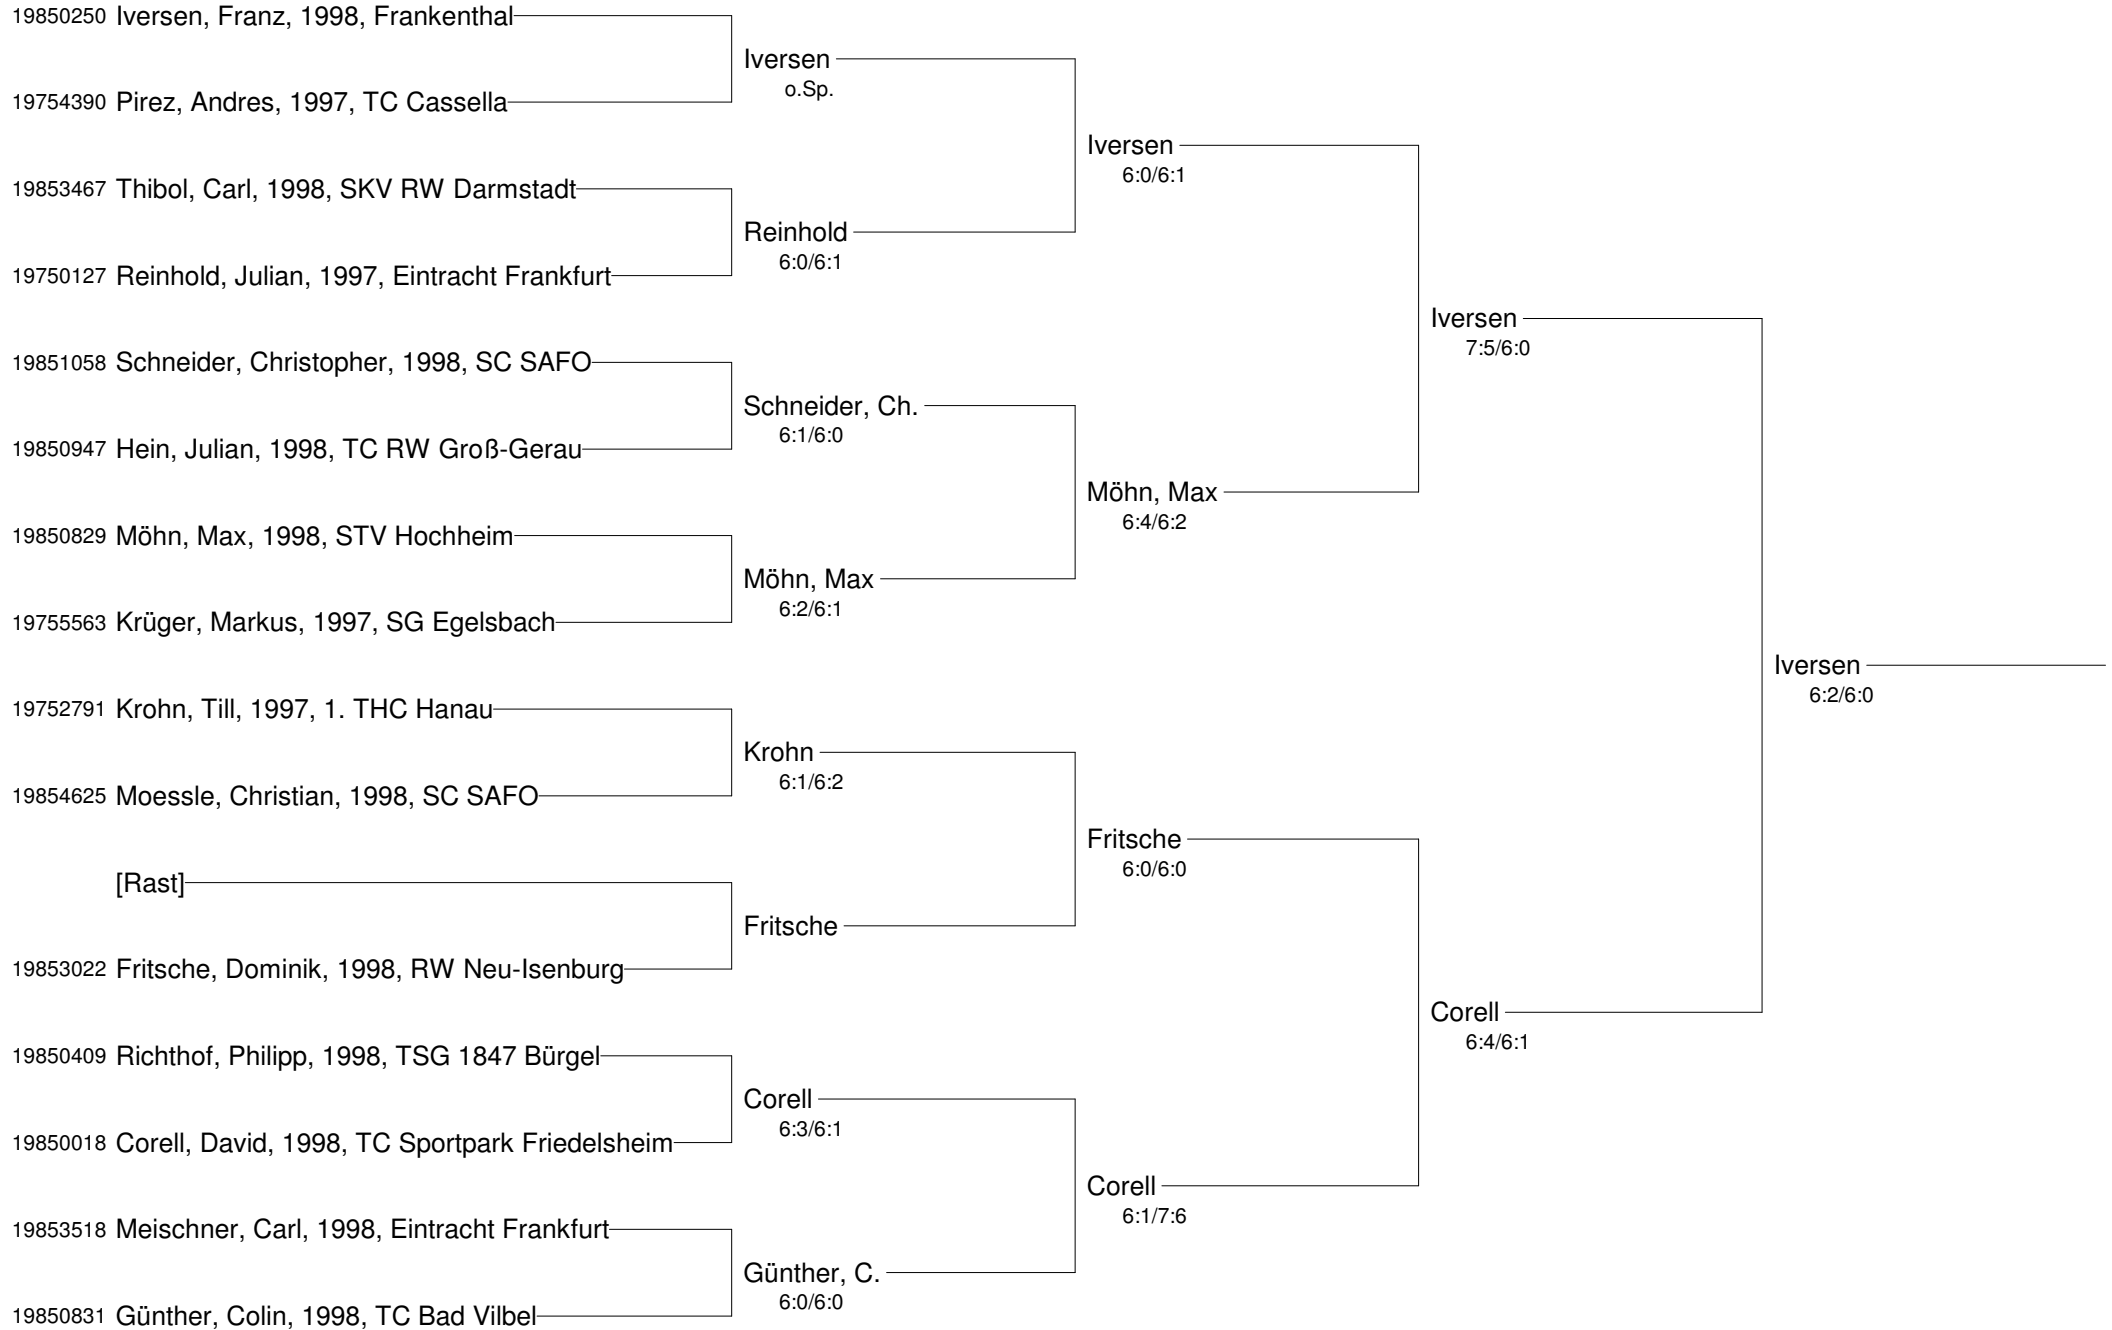 19850250 Iversen, Franz, 1998, Frankenthal
Iversen
o.Sp.
19754390 Pirez, Andres, 1997, TC Cassella
Iversen
6:0/6:1
19853467 Thibol, Carl, 1998, SKV RW Darmstadt
Reinhold
6:0/6:1
19750127 Reinhold, Julian, 1997, Eintracht Frankfurt
Iversen
7:5/6:0
19851058 Schneider, Christopher, 1998, SC SAFO
Schneider, Ch.
6:1/6:0
19850947 Hein, Julian, 1998, TC RW Groß-Gerau
Möhn, Max
6:4/6:2
19850829 Möhn, Max, 1998, STV Hochheim
Möhn, Max
6:2/6:1
19755563 Krüger, Markus, 1997, SG Egelsbach
Iversen
6:2/6:0
19752791 Krohn, Till, 1997, 1. THC Hanau
Krohn
6:1/6:2
19854625 Moessle, Christian, 1998, SC SAFO
Fritsche
6:0/6:0
[Rast]
Fritsche
19853022 Fritsche, Dominik, 1998, RW Neu-Isenburg
Corell
6:4/6:1
19850409 Richthof, Philipp, 1998, TSG 1847 Bürgel
Corell
6:3/6:1
19850018 Corell, David, 1998, TC Sportpark Friedelsheim
Corell
6:1/7:6
19853518 Meischner, Carl, 1998, Eintracht Frankfurt
Günther, C.
6:0/6:0
19850831 Günther, Colin, 1998, TC Bad Vilbel